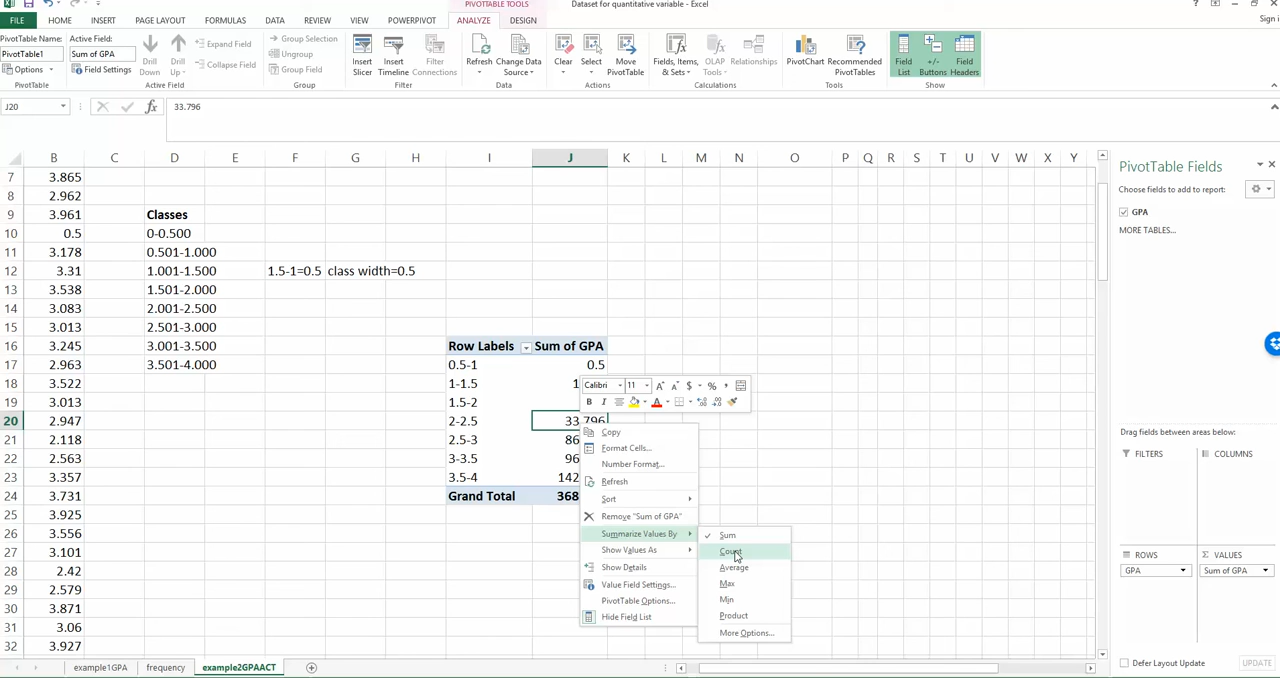 PIVOTTABLE TOOLS
Dataset for quantitative variable - Excel
FILE HOME INSERT PAGE LAYOUT FORMULAS DATA REVIEW VIEW POWERPIVOT ANALYZE DESIGN Sign i
PivotTable Name:
PivotTable1
Options
PivotTable
Active Field:
Sum of GPA
Field Settings
Drill Down
Drill Up
Expand Field
Collapse Field
Active Field
Group Selection
Ungroup
Group Field
Group
Insert Slicer
Insert Timeline
Filter Connections
Filter
Refresh
Change Data Source
Data
Clear
Select
Move PivotTable
Actions
Fields, Items, & Sets
OLAP Tools
Relationships
Calculations
PivotChart
Recommended PivotTables
Tools
Field List
+/- Buttons
Field Headers
Show
J20 fx 33.796
B C D E F G H I J K L M N O P Q R S T U V W X Y
7 3.865
8 2.962
9 3.961 Classes
10 0.5 0-0.500
11 3.178 0.501-1.000
12 3.31 1.001-1.500 1.5-1=0.5 class width=0.5
13 3.538 1.501-2.000
14 3.083 2.001-2.500
15 3.013 2.501-3.000
16 3.245 3.001-3.500 Row Labels Sum of GPA
17 2.963 3.501-4.000 0.5-1 0.5
18 3.522 1-1.5 1
19 3.013 1.5-2
20 2.947 2-2.5 33.796
21 2.118 2.5-3 86
22 2.563 3-3.5 96
23 3.357 3.5-4 142
24 3.731 Grand Total 368
25 3.925
26 3.556
27 3.101
28 2.42
29 2.579
30 3.871
31 3.06
32 3.927
Calibri 11 A A $ % ,
B I A
Copy
Format Cells...
Number Format...
Refresh
Sort
Remove "Sum of GPA"
Summarize Values By
Show Values As
Show Details
Value Field Settings...
PivotTable Options...
Hide Field List
Sum
Count
Average
Max
Min
Product
More Options...
PivotTable Fields
Choose fields to add to report:
GPA
MORE TABLES...
Drag fields between areas below:
FILTERS COLUMNS
ROWS Σ VALUES
GPA Sum of GPA
Defer Layout Update UPDATE
example1GPA frequency example2GPAACT